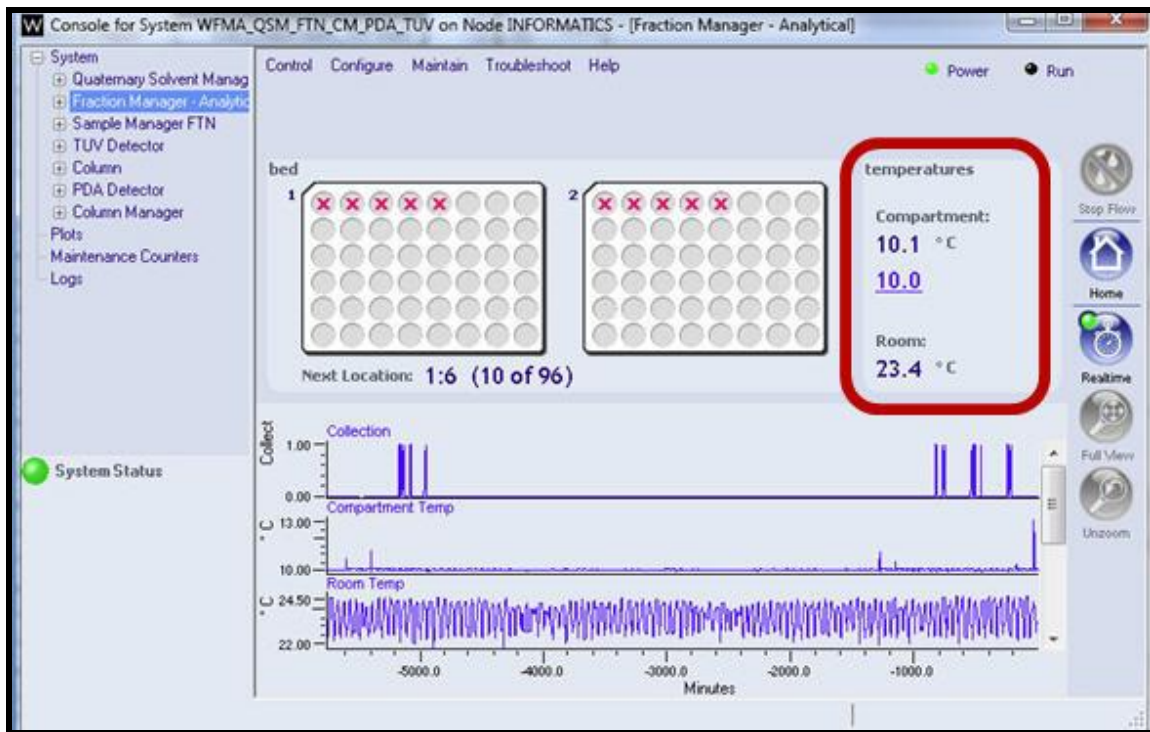 W Console for System WFMA_QSM_FTN_CM_PDA_TUV on Node INFORMATICS - [Fraction Manager - Analytical]
System
Quaternary Solvent Manag
Fraction Manager - Analytic
Sample Manager FTN
TUV Detector
Column
PDA Detector
Column Manager
Plots
Maintenance Counters
Logs
System Status
Control Configure Maintain Troubleshoot Help
Power Run
bed
1 2
Next Location: 1:6 (10 of 96)
temperatures
Compartment:
10.1 °C
10.0
Room:
23.4 °C
Stop Flow
Home
Realtime
Full View
Unzoom
Collect
Collection
1.00
0.00
Compartment Temp
°C
13.00
10.00
Room Temp
°C
24.50
22.00
-5000.0 -4000.0 -3000.0 -2000.0 -1000.0
Minutes